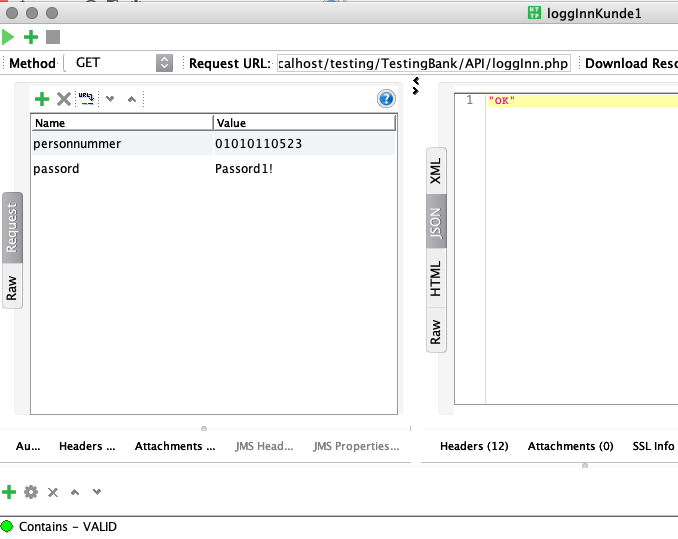 loggInnKunde1
Method GET Request URL: calhost/testing/TestingBank/API/loggInn.php Download Reso
Name Value
personnummer 01010110523
passord Passord1!
Request
Raw
1 "OK"
XML
JSON
HTML
Raw
Au... Headers ... Attachments ... JMS Head... JMS Properties...
Headers (12) Attachments (0) SSL Info
Contains - VALID